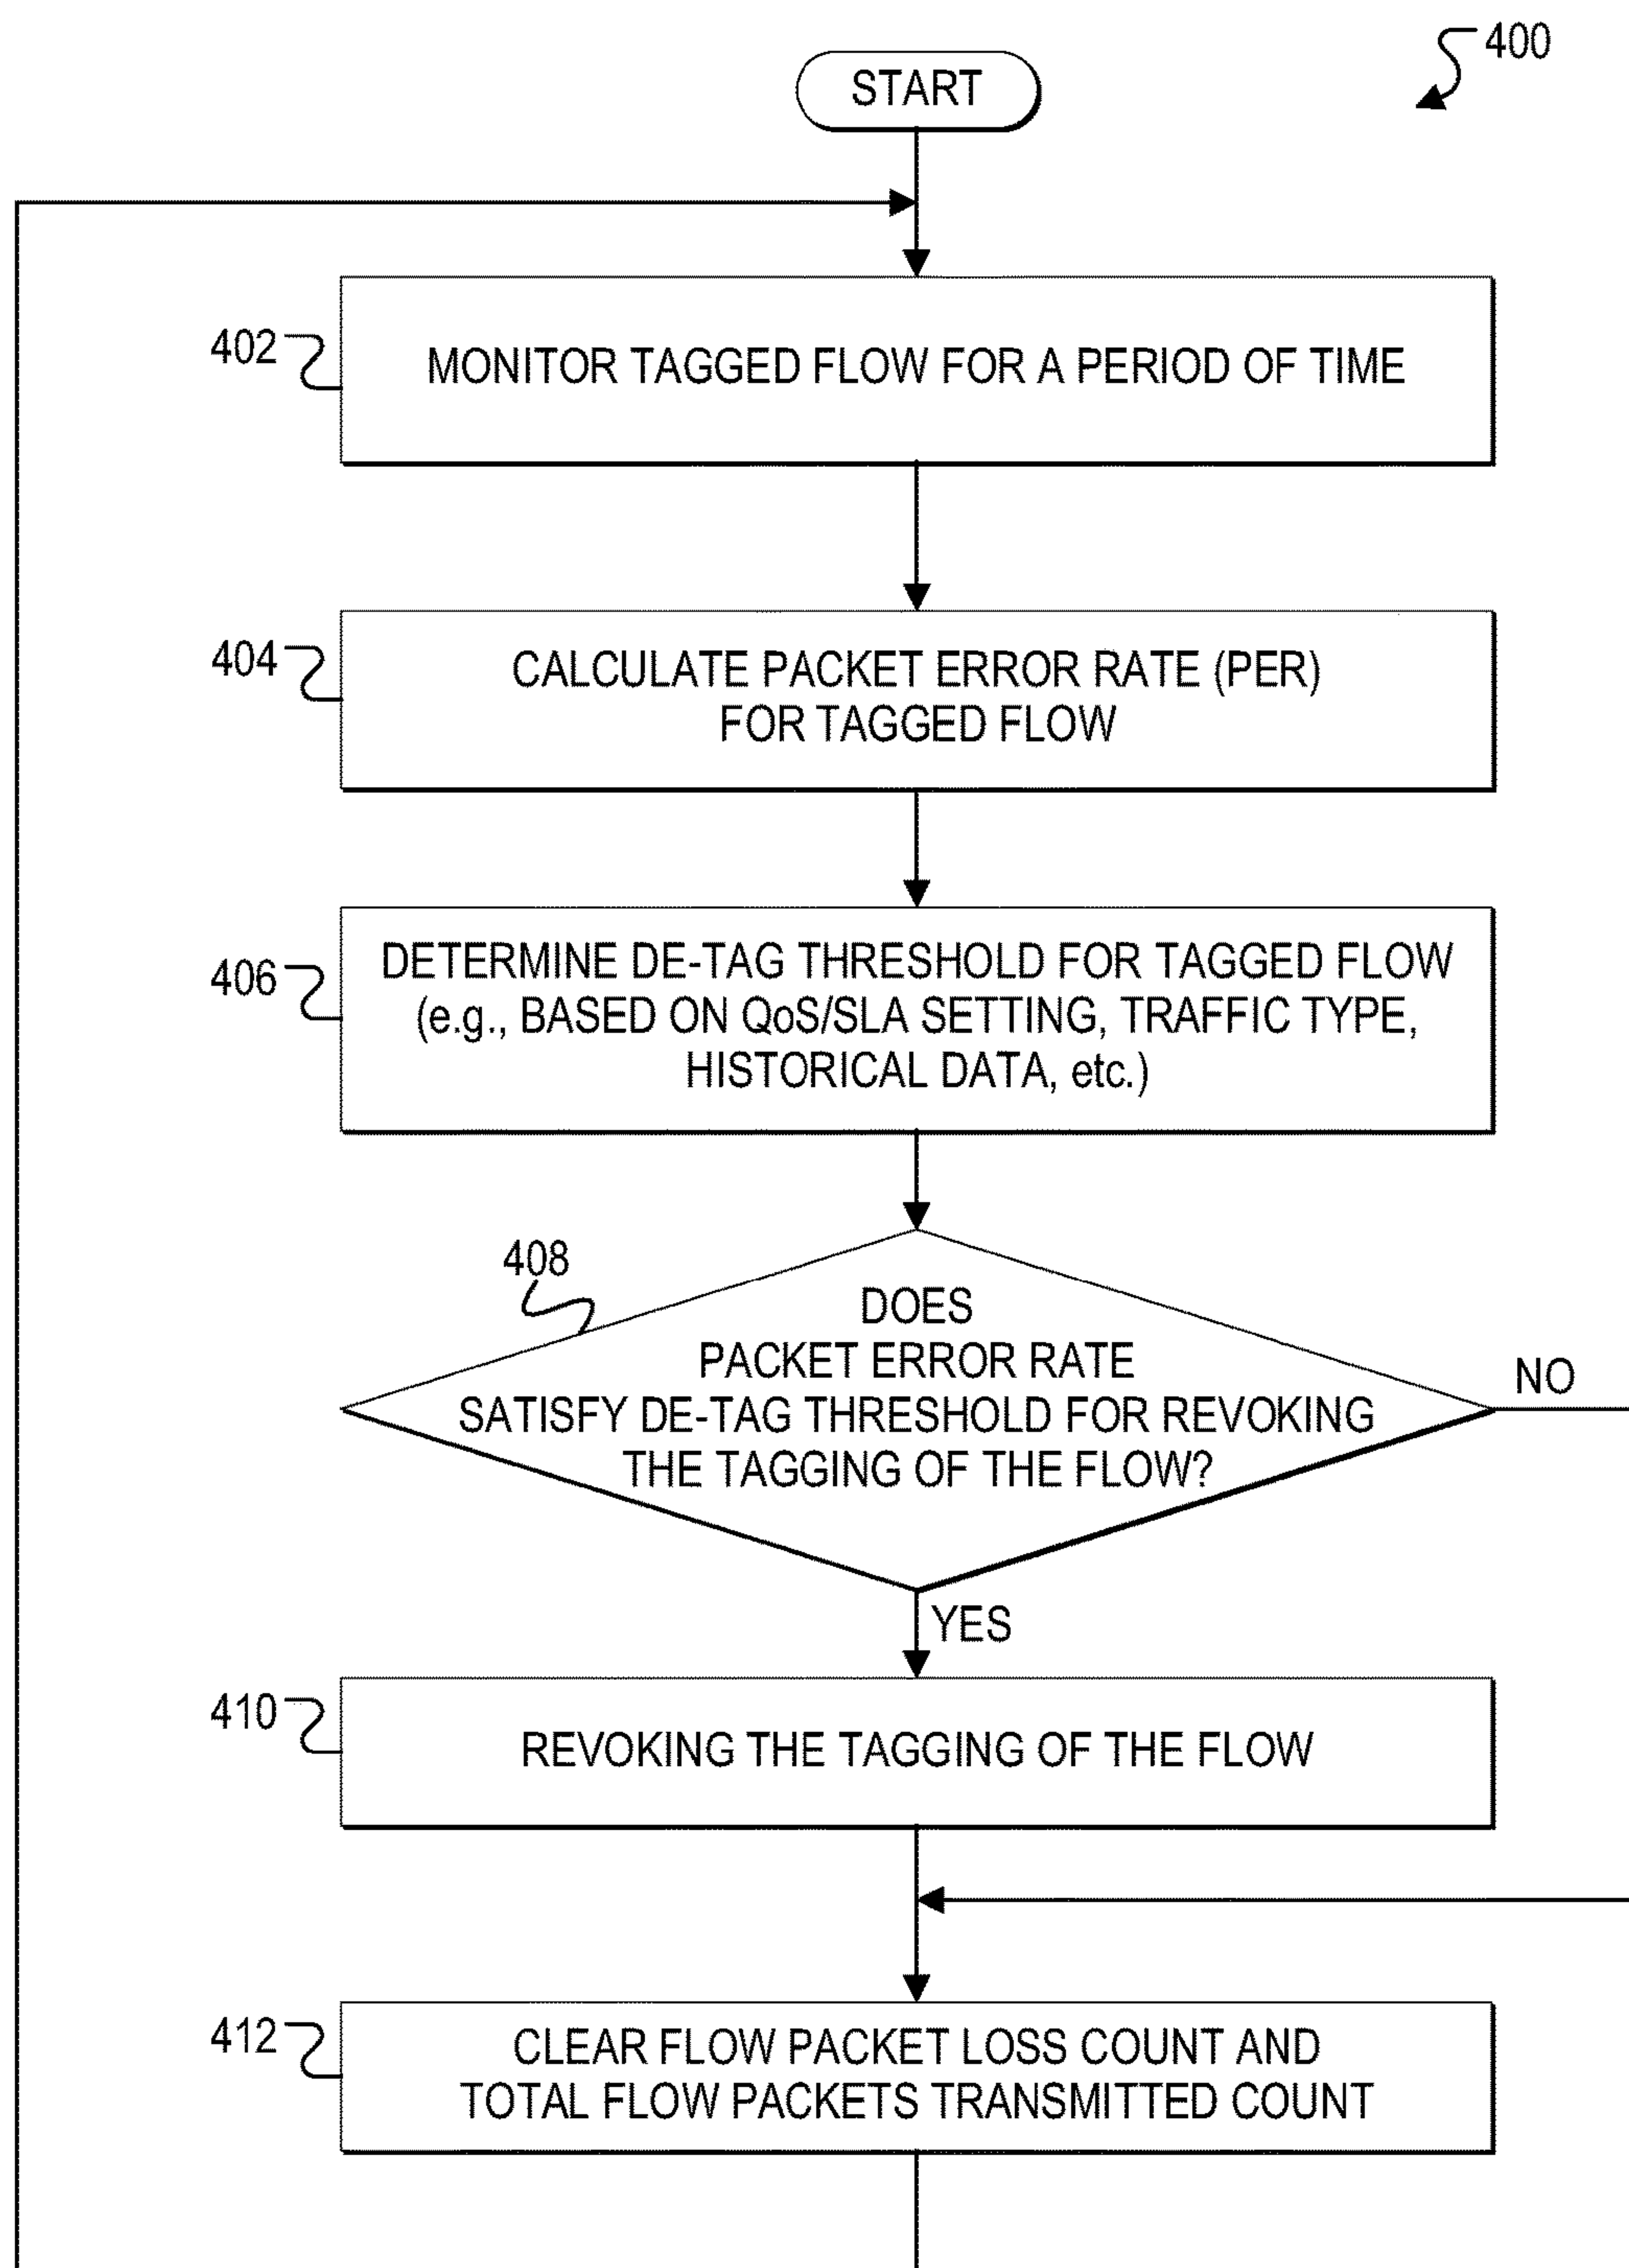 400
START
402
MONITOR TAGGED FLOW FOR A PERIOD OF TIME
404
CALCULATE PACKET ERROR RATE (PER)
FOR TAGGED FLOW
406
DETERMINE DE-TAG THRESHOLD FOR TAGGED FLOW
(e.g., BASED ON QoS/SLA SETTING, TRAFFIC TYPE,
HISTORICAL DATA, etc.)
408
DOES
PACKET ERROR RATE
SATISFY DE-TAG THRESHOLD FOR REVOKING
THE TAGGING OF THE FLOW?
NO
YES
410
REVOKING THE TAGGING OF THE FLOW
412
CLEAR FLOW PACKET LOSS COUNT AND
TOTAL FLOW PACKETS TRANSMITTED COUNT